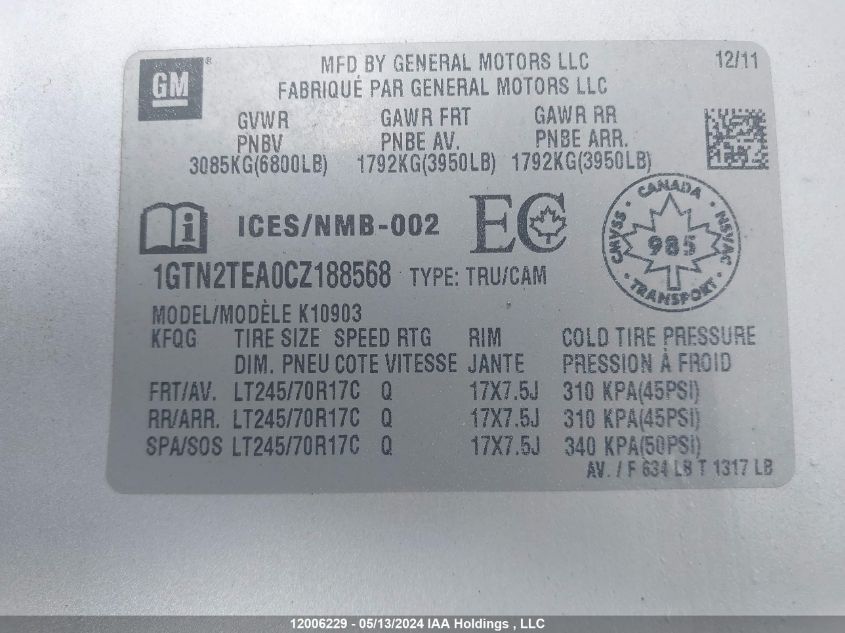 GM®
MFD BY GENERAL MOTORS LLC 12/11
FABRIQUÉ PAR GENERAL MOTORS LLC
GVWR GAWR FRT GAWR RR
PNBV PNBE AV. PNBE ARR.
3085KG(6800LB) 1792KG(3950LB) 1792KG(3950LB)
i ICES/NMB-002 EC
CANADA
CMVSS 985 NSVAC
TRANSPORT
1GTN2TEA0CZ188568 TYPE: TRU/CAM
MODEL/MODÈLE K10903
KFQG TIRE SIZE SPEED RTG RIM COLD TIRE PRESSURE
DIM. PNEU COTE VITESSE JANTE PRESSION À FROID
FRT/AV. LT245/70R17C Q 17X7.5J 310 KPA(45PSI)
RR/ARR. LT245/70R17C Q 17X7.5J 310 KPA(45PSI)
SPA/SOS LT245/70R17C Q 17X7.5J 340 KPA(50PSI)
AV. / F 634 LB T 1317 LB
12006229 - 05/13/2024 IAA Holdings , LLC